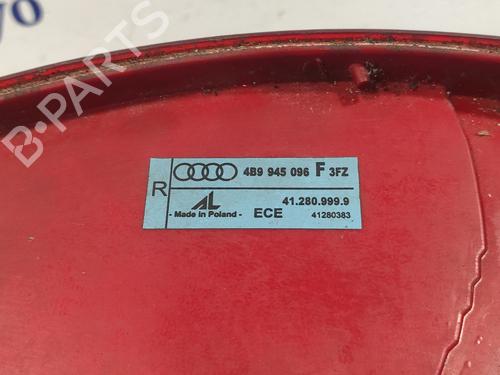 B-PARTS
R
4B9 945 096 F 3FZ
AL
41.280.999.9
- Made in Poland -
ECE
41280383